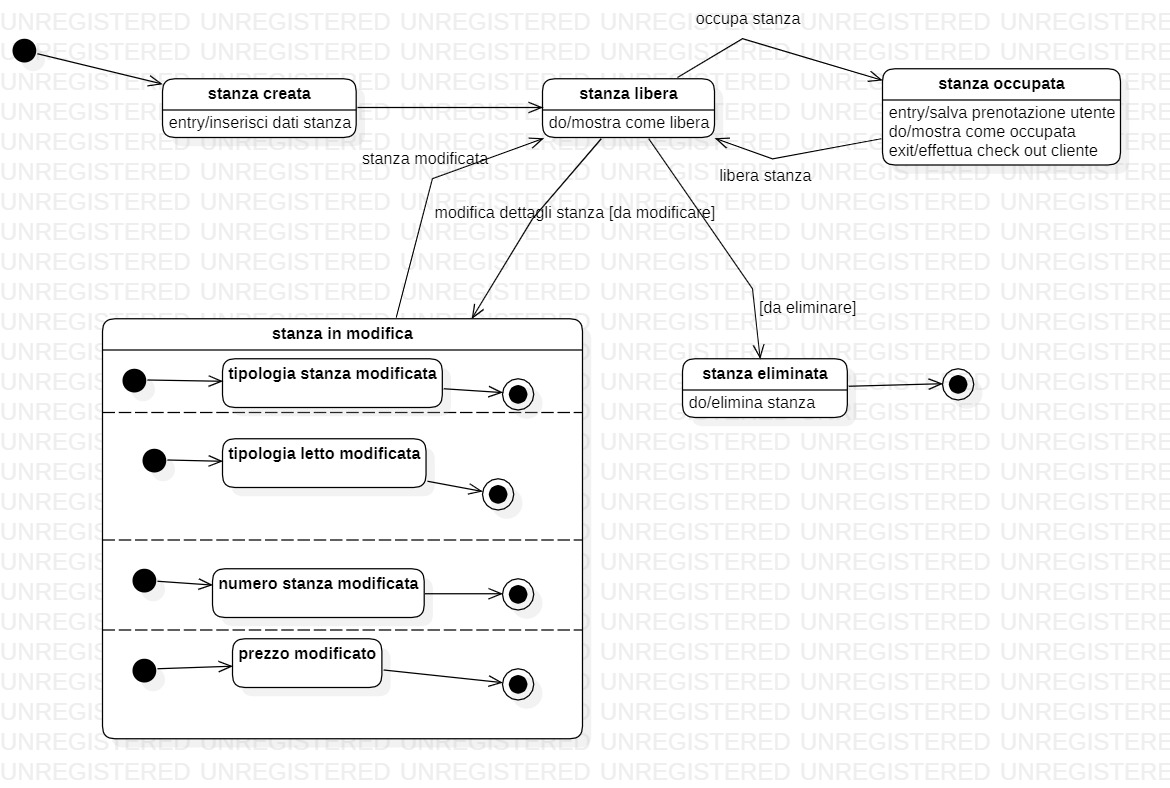 occupa stanza
stanza creata
entry/inserisci dati stanza
stanza libera
do/mostra come libera
stanza occupata
entry/salva prenotazione utente
do/mostra come occupata
exit/effettua check out cliente
stanza modificata
libera stanza
modifica dettagli stanza [da modificare]
[da eliminare]
stanza in modifica
tipologia stanza modificata
stanza eliminata
do/elimina stanza
tipologia letto modificata
numero stanza modificata
prezzo modificato
UNREGISTERED